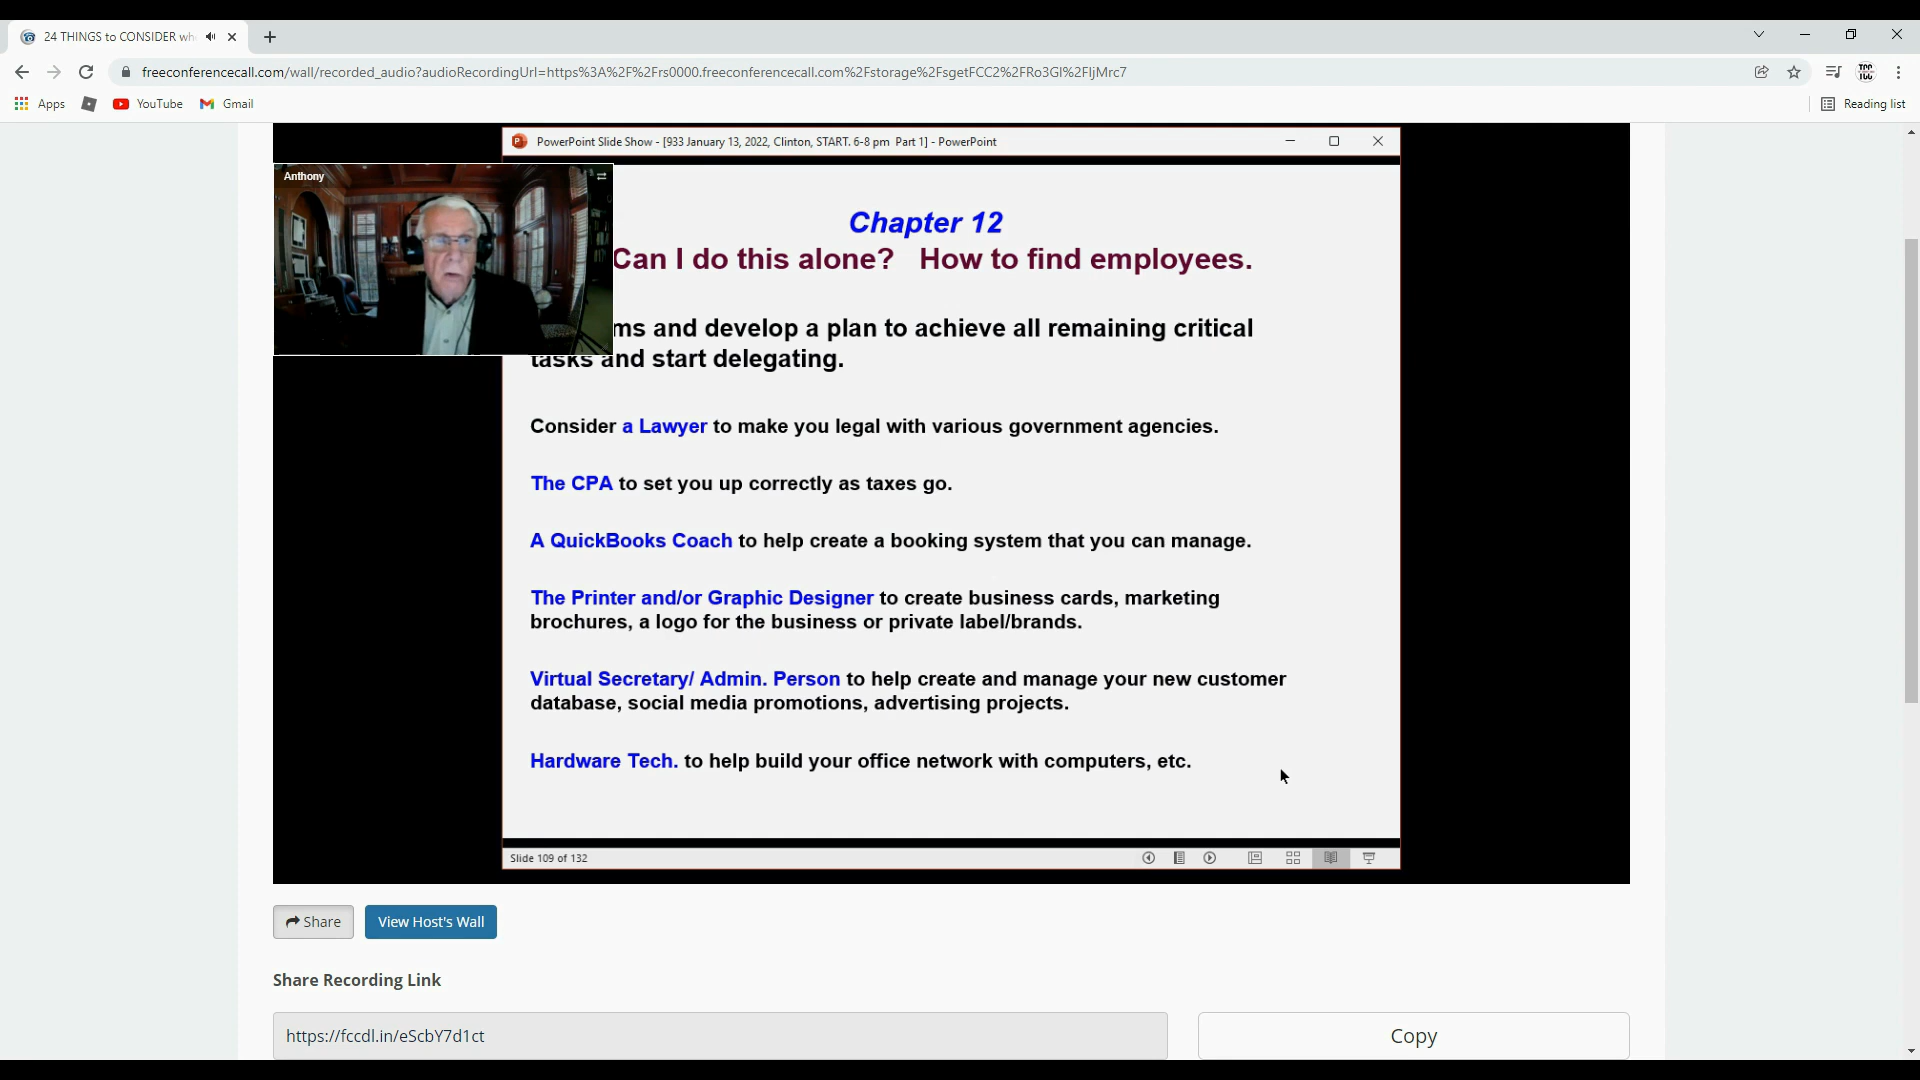 24 THINGS to CONSIDER wh
freeconferencecall.com/wall/recorded_audio?audioRecordingUrl=https%3A%2F%2Frs0000.freeconferencecall.com%2Fstorage%2FsgetFCC2%2FRo3GI%2FIjMrc7
Apps YouTube Gmail Reading list
PowerPoint Slide Show - [933 January 13, 2022, Clinton, START. 6-8 pm Part 1] - PowerPoint
Anthony
Chapter 12
Can I do this alone? How to find employees.
ms and develop a plan to achieve all remaining critical
tasks and start delegating.
Consider a Lawyer to make you legal with various government agencies.
The CPA to set you up correctly as taxes go.
A QuickBooks Coach to help create a booking system that you can manage.
The Printer and/or Graphic Designer to create business cards, marketing
brochures, a logo for the business or private label/brands.
Virtual Secretary/ Admin. Person to help create and manage your new customer
database, social media promotions, advertising projects.
Hardware Tech. to help build your office network with computers, etc.
Slide 109 of 132
Share View Host's Wall
Share Recording Link
https://fccdl.in/eScbY7d1ct
Copy